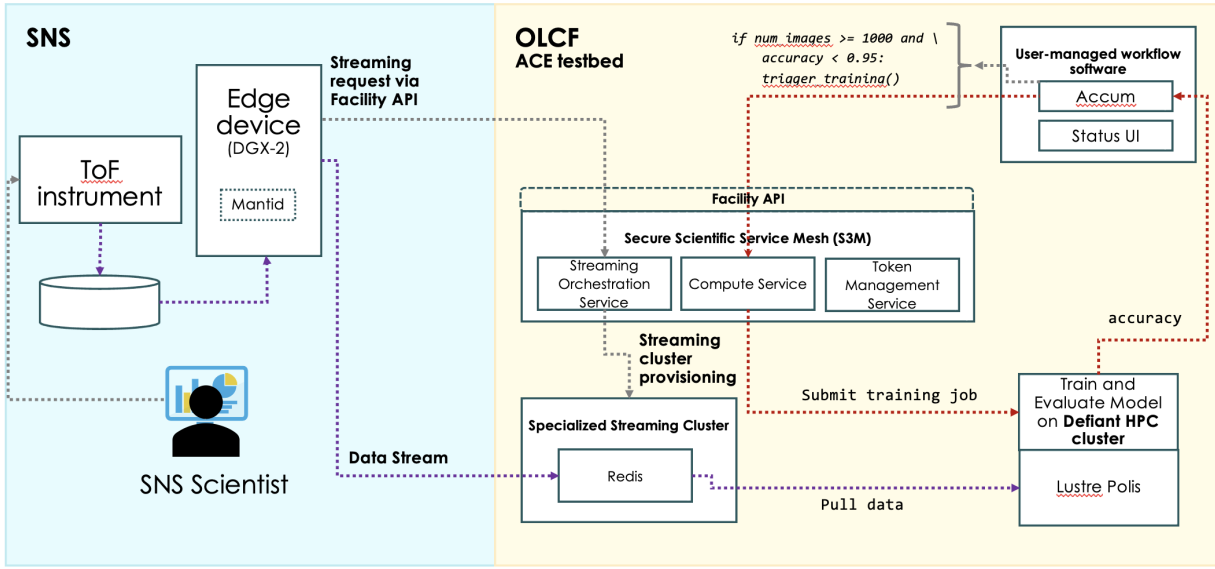 SNS
ToF
instrument
Edge
device
(DGX-2)
Mantid
Streaming
request via
Facility API
SNS Scientist
Data Stream
OLCF
ACE testbed
if num_images >= 1000 and \
accuracy < 0.95:
trigger_training()
User-managed workflow
software
Accum
Status UI
Facility API
Secure Scientific Service Mesh (S3M)
Streaming
Orchestration
Service
Compute Service
Token
Management
Service
Streaming
cluster
provisioning
accuracy
Submit training job
Train and
Evaluate Model
on Defiant HPC
cluster
Lustre Polis
Specialized Streaming Cluster
Redis
Pull data